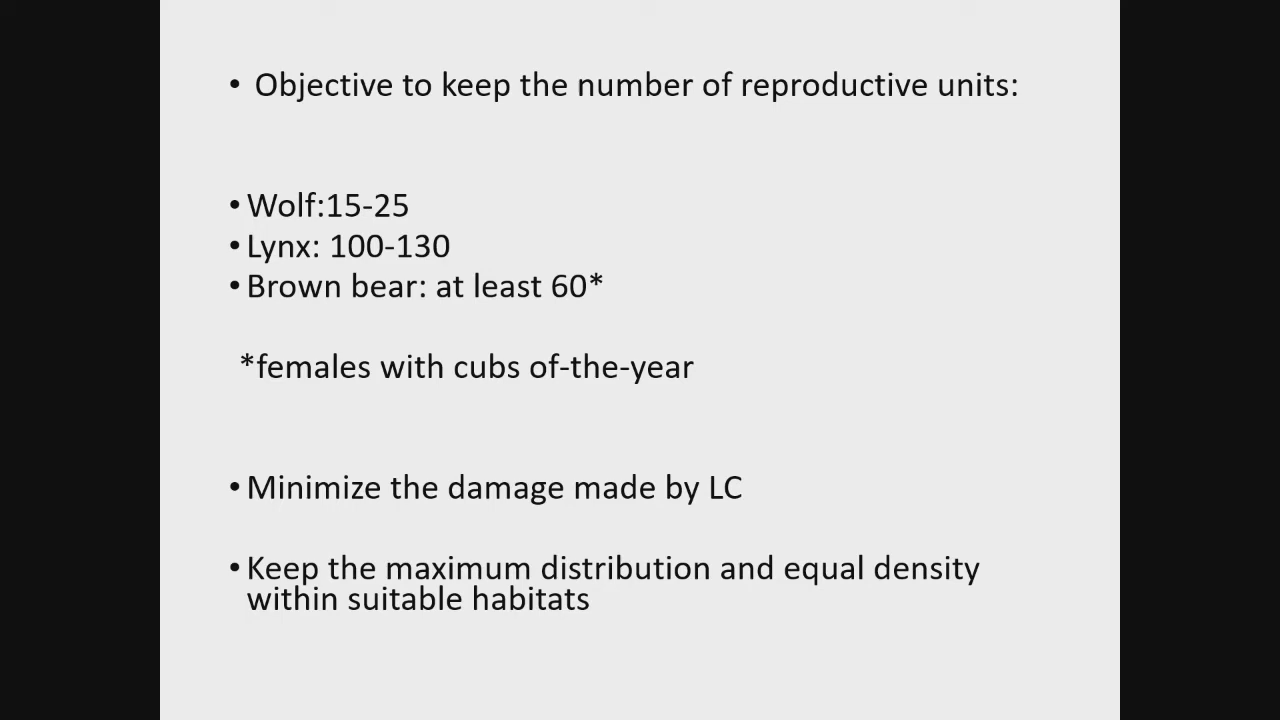 • Objective to keep the number of reproductive units:
• Wolf:15-25
• Lynx: 100-130
• Brown bear: at least 60*
*females with cubs of-the-year
• Minimize the damage made by LC
• Keep the maximum distribution and equal density
within suitable habitats